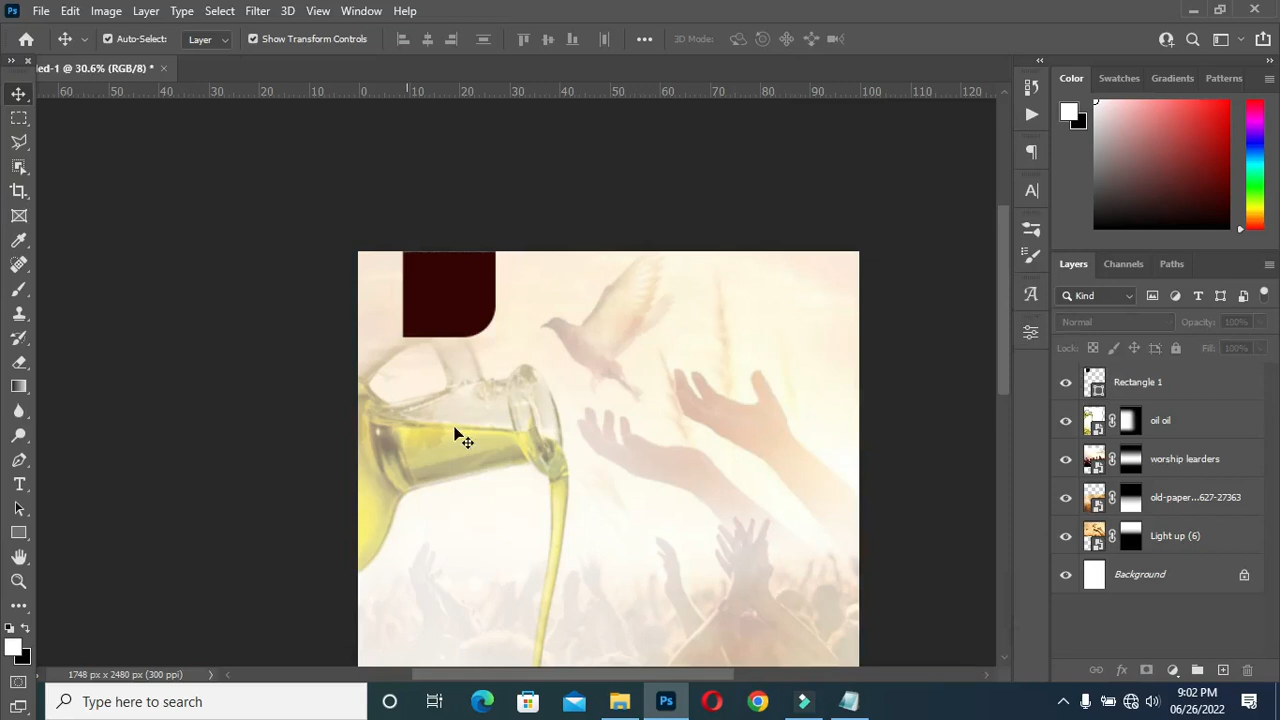 Ps File Edit Image Layer Type Select Filter 3D View Window Help
Auto-Select: Layer Show Transform Controls 3D Mode:
ed-1 @ 30.6% (RGB/8) *
60 50 40 30 20 10 0 10 20 30 40 50 60 70 80 90 100 110 120
Color Swatches Gradients Patterns
Layers Channels Paths
Kind
Normal Opacity: 100%
Lock: Fill: 100%
Rectangle 1
oil oil
worship learders
old-paper...627-27363
Light up (6)
Background
1748 px x 2480 px (300 ppi)
Type here to search
Ps
9:02 PM
06/26/2022